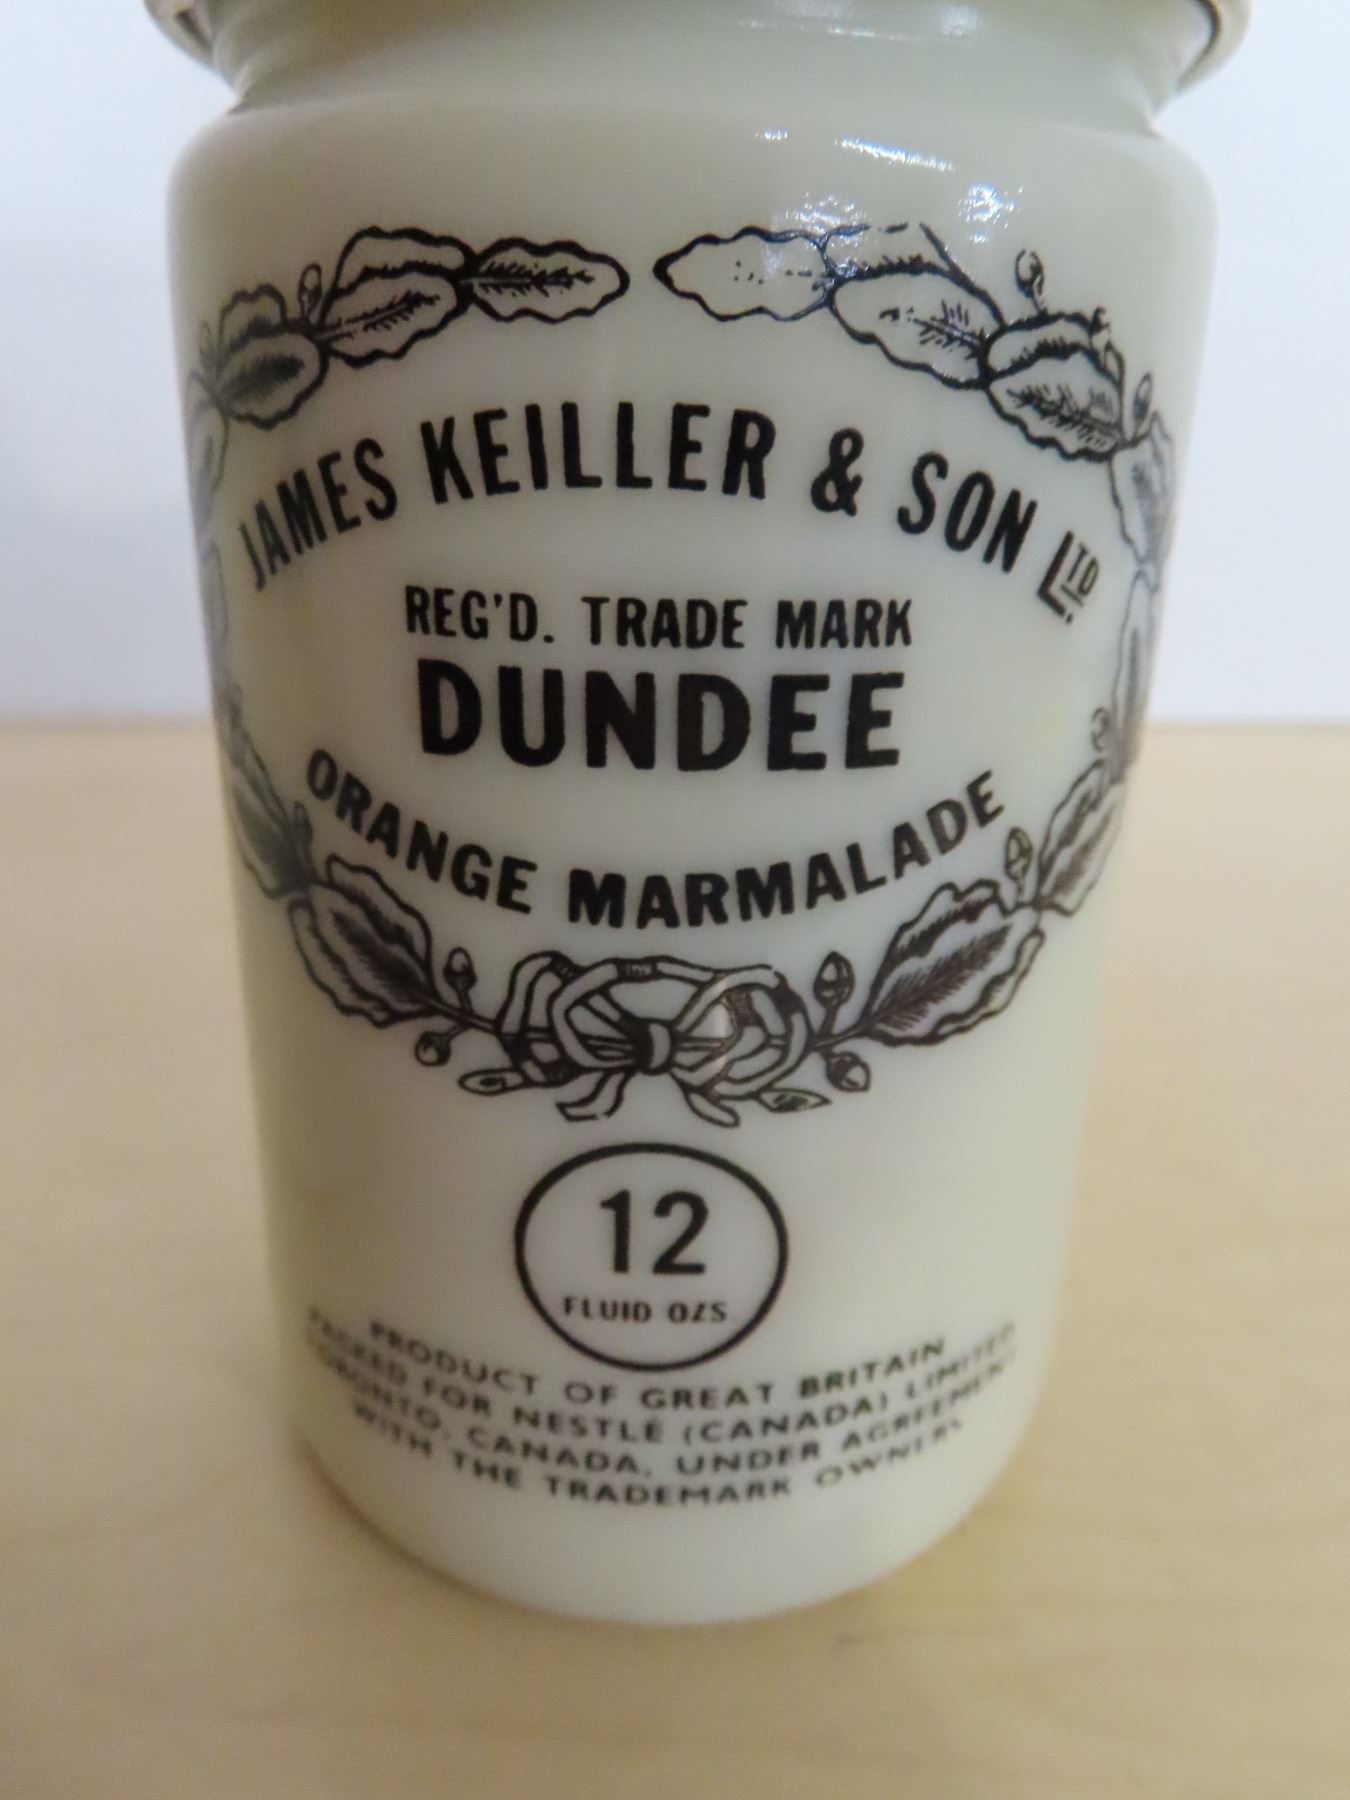 JAMES KEILLER & SON LTD.
REG'D. TRADE MARK
DUNDEE
ORANGE MARMALADE
12
FLUID OZS
PRODUCT OF GREAT BRITAIN
PACKED FOR NESTLÉ (CANADA) LIMITED
TORONTO, CANADA, UNDER AGREEMENT
WITH THE TRADEMARK OWNERS